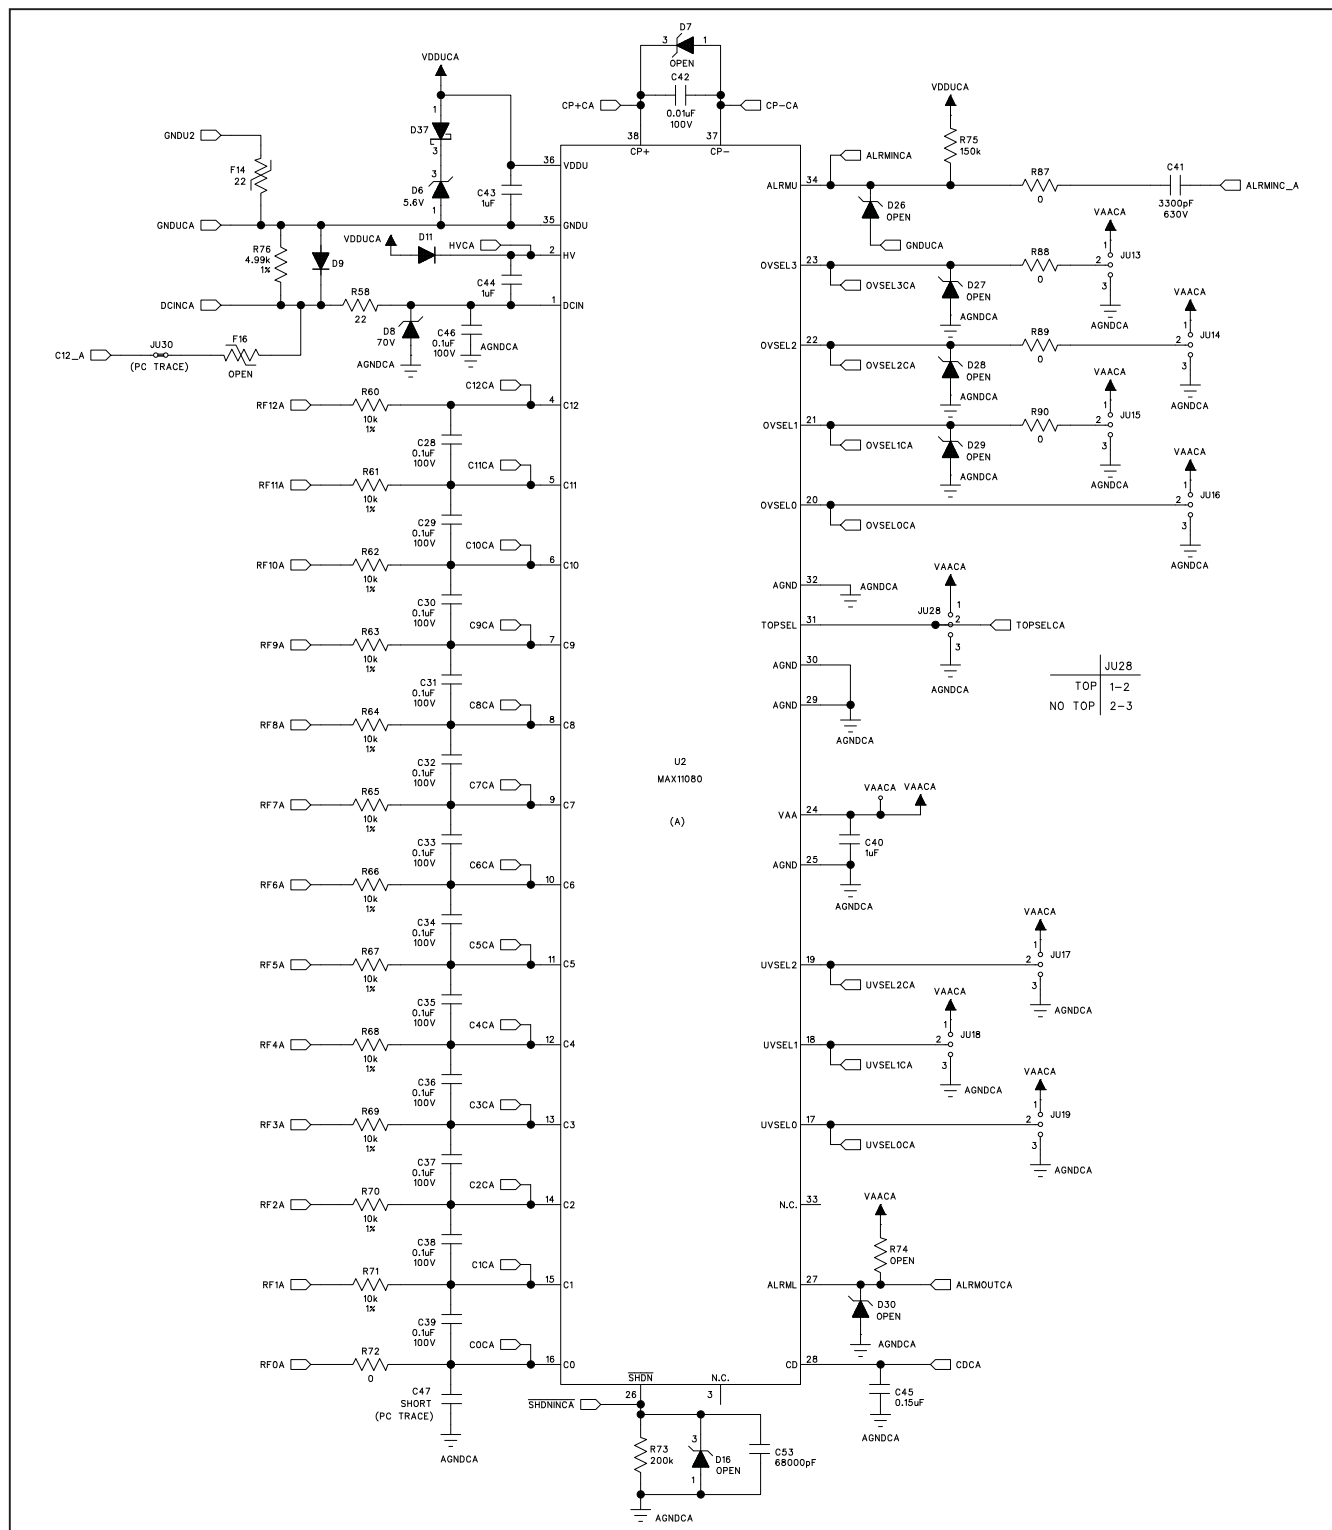 D7
3 1
OPEN
C42
0.01uF
100V
CP+CA
CP-CA
38
37
CP+
CP-
VDDUCA
1
D37
3
3
D6
5.6V
1
36
VDDU
C43
1uF
35
GNDU
GNDU2
F14
22
GNDUCA
R76
4.99k
1%
D9
VDDUCA
D11
HVCA
2
HV
C44
1uF
DCINCA
R58
22
1
DCIN
D8
70V
C46
0.1uF
100V
AGNDCA
AGNDCA
C12_A
JU30
(PC TRACE)
F16
OPEN
RF12A
R60
10k
1%
C12CA
4
C12
C28
0.1uF
100V
RF11A
R61
10k
1%
C11CA
5
C11
C29
0.1uF
100V
RF10A
R62
10k
1%
C10CA
6
C10
C30
0.1uF
100V
RF9A
R63
10k
1%
C9CA
7
C9
C31
0.1uF
100V
RF8A
R64
10k
1%
C8CA
8
C8
C32
0.1uF
100V
RF7A
R65
10k
1%
C7CA
9
C7
C33
0.1uF
100V
RF6A
R66
10k
1%
C6CA
10
C6
C34
0.1uF
100V
RF5A
R67
10k
1%
C5CA
11
C5
C35
0.1uF
100V
RF4A
R68
10k
1%
C4CA
12
C4
C36
0.1uF
100V
RF3A
R69
10k
1%
C3CA
13
C3
C37
0.1uF
100V
RF2A
R70
10k
1%
C2CA
14
C2
C38
0.1uF
100V
RF1A
R71
10k
1%
C1CA
15
C1
C39
0.1uF
100V
RF0A
R72
0
C0CA
16
C0
C47
SHORT
(PC TRACE)
AGNDCA
U2
MAX11080
(A)
SHDN
26
N.C.
3
SHDNINCA
R73
200k
3
D16
OPEN
1
C53
68000pF
AGNDCA
VDDUCA
R75
150k
ALRMINCA
ALRMU
34
D26
OPEN
GNDUCA
R87
0
C41
3300pF
630V
ALRMINC_A
OVSEL3
23
OVSEL3CA
D27
OPEN
AGNDCA
R88
0
VAACA
1
2
3
JU13
AGNDCA
OVSEL2
22
OVSEL2CA
D28
OPEN
AGNDCA
R89
0
VAACA
1
2
3
JU14
AGNDCA
OVSEL1
21
OVSEL1CA
D29
OPEN
AGNDCA
R90
0
VAACA
1
2
3
JU15
AGNDCA
OVSEL0
20
OVSEL0CA
VAACA
1
2
3
JU16
AGNDCA
AGND
32
AGNDCA
TOPSEL
31
VAACA
JU28
1
2
3
TOPSELCA
AGNDCA
AGND
30
AGND
29
AGNDCA
JU28
TOP 1-2
NO TOP 2-3
VAA
24
VAACA
VAACA
C40
1uF
AGND
25
AGNDCA
UVSEL2
19
UVSEL2CA
VAACA
1
2
3
JU17
AGNDCA
UVSEL1
18
UVSEL1CA
VAACA
1
2
3
JU18
AGNDCA
UVSEL0
17
UVSEL0CA
VAACA
1
2
3
JU19
AGNDCA
N.C.
33
VAACA
R74
OPEN
ALRML
27
ALRMOUTCA
D30
OPEN
AGNDCA
CD
28
CDCA
C45
0.15uF
AGNDCA